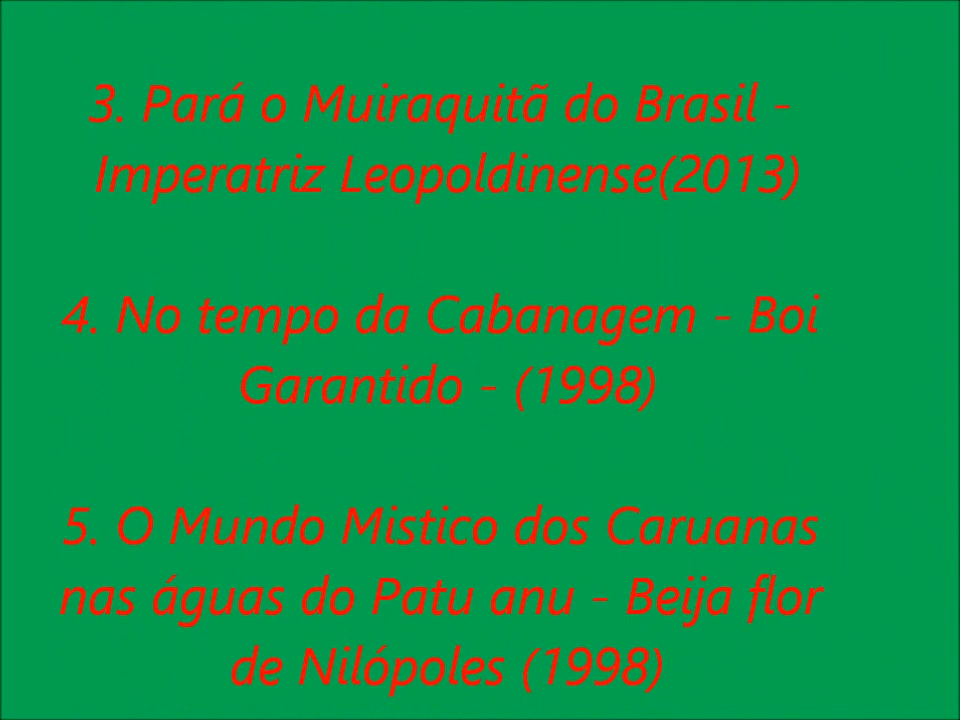 3. Pará o Muiraquitã do Brasil -
Imperatriz Leopoldinense(2013)
4. No tempo da Cabanagem - Boi
Garantido - (1998)
5. O Mundo Mistico dos Caruanas
nas águas do Patu anu - Beija flor
de Nilópoles (1998)